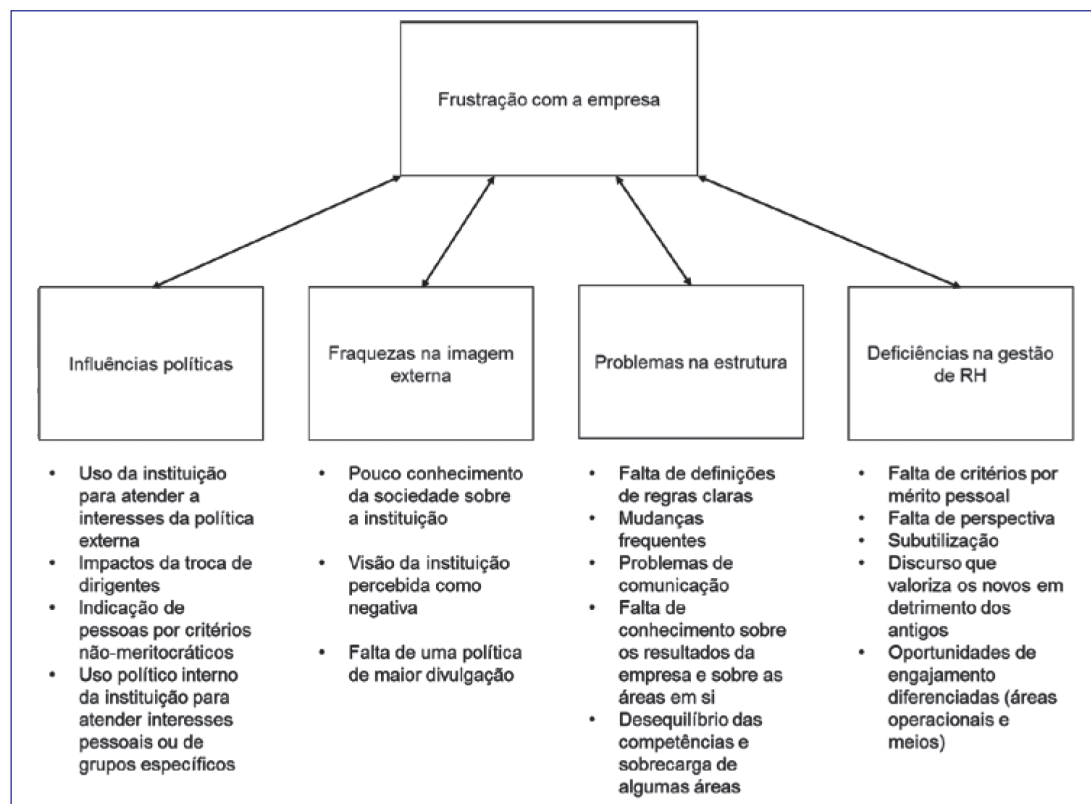 Frustração com a empresa
Influências políticas
Fraquezas na imagem
externa
Problemas na estrutura
Deficiências na gestão
de RH
• Uso da instituição
para atender a
interesses da política
externa
• Impactos da troca de
dirigentes
• Indicação de
pessoas por critérios
não-meritocráticos
• Uso político interno
da instituição para
atender interesses
pessoais ou de
grupos específicos
• Pouco conhecimento
da sociedade sobre
a instituição
• Visão da instituição
percebida como
negativa
• Falta de uma política
de maior divulgação
• Falta de definições
de regras claras
• Mudanças
frequentes
• Problemas de
comunicação
• Falta de
conhecimento sobre
os resultados da
empresa e sobre as
áreas em si
• Desequilíbrio das
competências e
sobrecarga de
algumas áreas
• Falta de critérios por
mérito pessoal
• Falta de perspectiva
• Subutilização
• Discurso que
valoriza os novos em
detrimento dos
antigos
• Oportunidades de
engajamento
diferenciadas (áreas
operacionais e
meios)